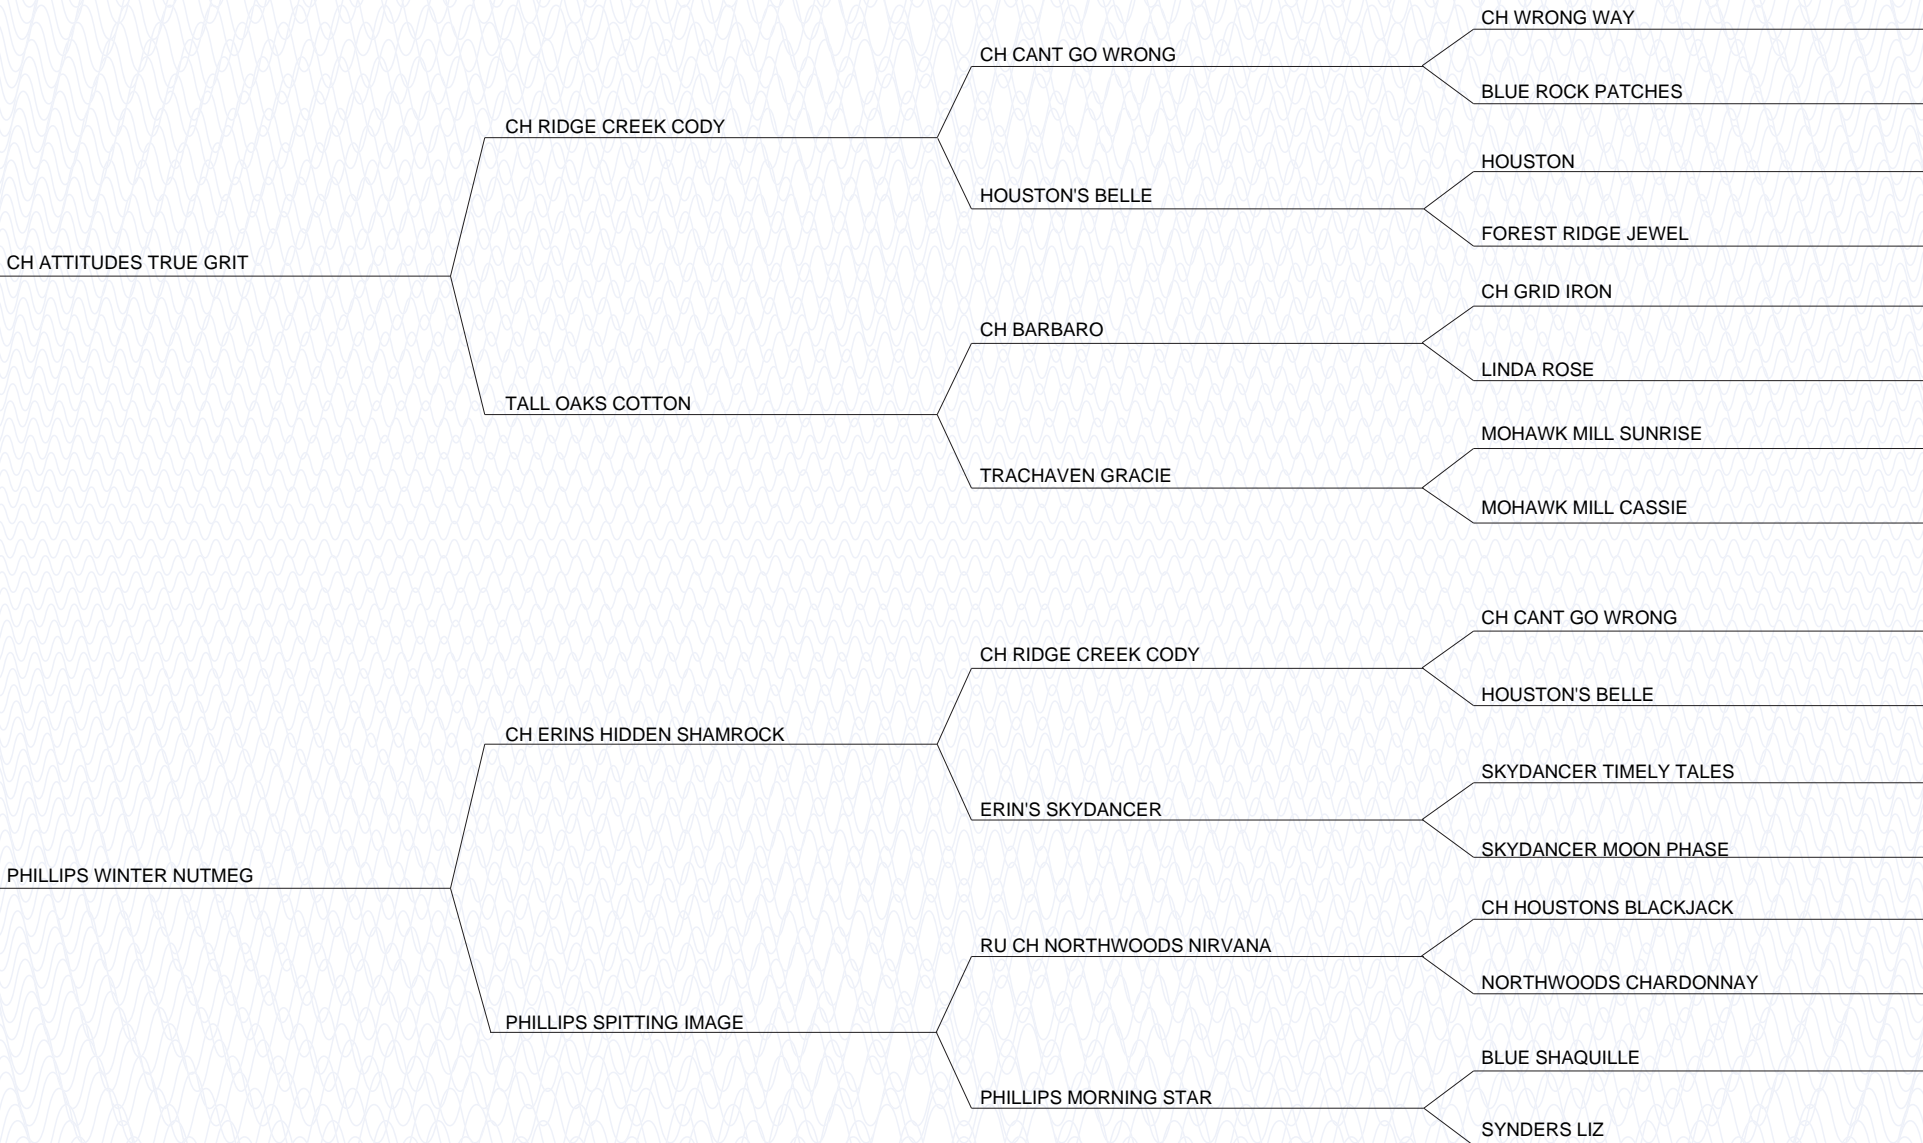 CH WRONG WAY
CH CANT GO WRONG
BLUE ROCK PATCHES
CH RIDGE CREEK CODY
HOUSTON
HOUSTON'S BELLE
FOREST RIDGE JEWEL
CH ATTITUDES TRUE GRIT
CH GRID IRON
CH BARBARO
LINDA ROSE
TALL OAKS COTTON
MOHAWK MILL SUNRISE
TRACHAVEN GRACIE
MOHAWK MILL CASSIE
CH CANT GO WRONG
CH RIDGE CREEK CODY
HOUSTON'S BELLE
CH ERINS HIDDEN SHAMROCK
SKYDANCER TIMELY TALES
ERIN'S SKYDANCER
SKYDANCER MOON PHASE
PHILLIPS WINTER NUTMEG
CH HOUSTONS BLACKJACK
RU CH NORTHWOODS NIRVANA
NORTHWOODS CHARDONNAY
PHILLIPS SPITTING IMAGE
BLUE SHAQUILLE
PHILLIPS MORNING STAR
SYNDERS LIZ